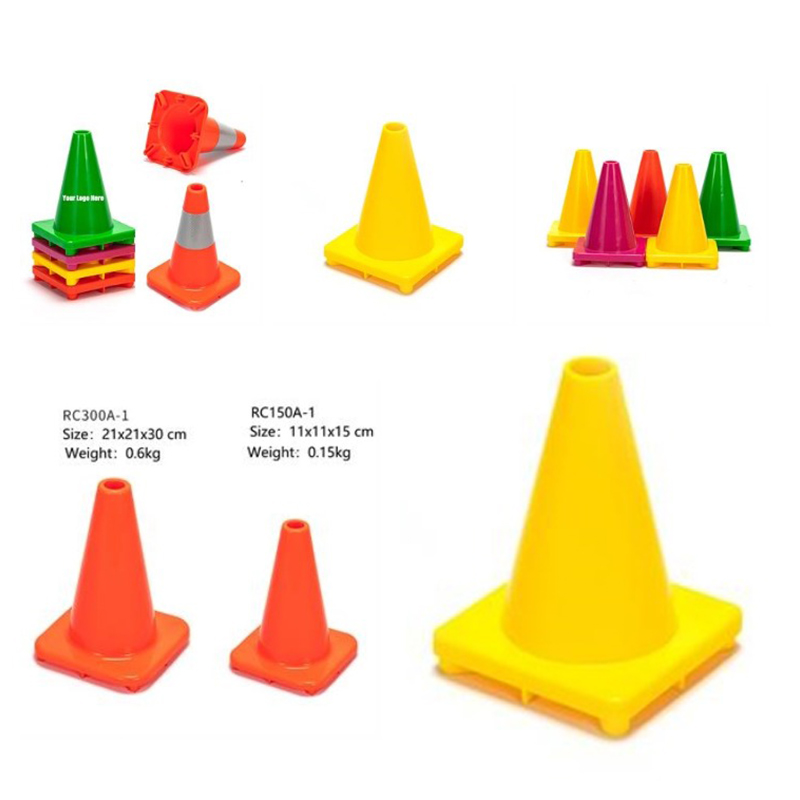 Your Logo Here
RC300A-1
Size: 21x21x30 cm
Weight: 0.6kg
RC150A-1
Size: 11x11x15 cm
Weight: 0.15kg